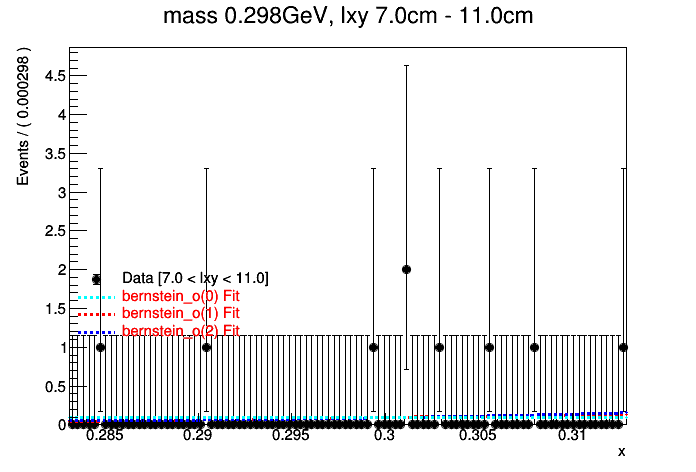 mass 0.298GeV, lxy 7.0cm - 11.0cm
Events / ( 0.000298 )
4.5
4
3.5
3
2.5
2
1.5
1
0.5
0
Data [7.0 < lxy < 11.0]
bernstein_o(0) Fit
bernstein_o(1) Fit
bernstein_o(2) Fit
0.285 0.29 0.295 0.3 0.305 0.31
x